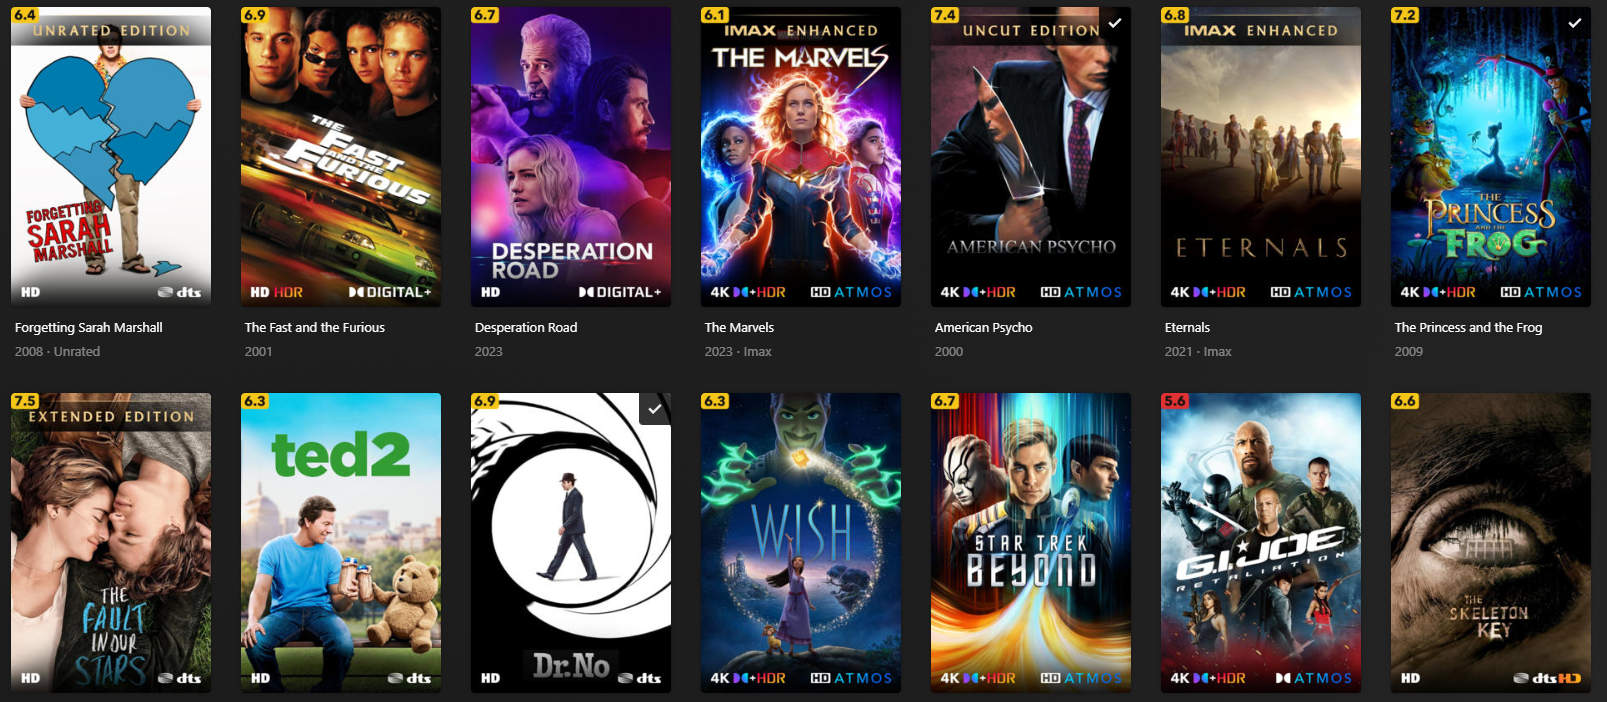 6.4
UNRATED EDITION
FORGETTING
SARAH
MARSHALL
HD dts
Forgetting Sarah Marshall
2008 · Unrated
6.9
THE
FAST
AND THE
FURIOUS
HD HDR DIGITAL+
The Fast and the Furious
2001
6.7
DESPERATION
ROAD
HD DIGITAL+
Desperation Road
2023
6.1
IMAX ENHANCED
THE MARVELS
4K +HDR HD ATMOS
The Marvels
2023 · Imax
7.4
UNCUT EDITION
AMERICAN PSYCHO
4K +HDR HD ATMOS
American Psycho
2000
6.8
IMAX ENHANCED
ETERNALS
4K +HDR HD ATMOS
Eternals
2021 · Imax
7.2
THE
PRINCESS
AND THE
FROG
4K +HDR HD ATMOS
The Princess and the Frog
2009
7.5
EXTENDED EDITION
THE
FAULT
IN OUR
STARS
HD dts
6.3
ted2
HD dts
6.9
Dr.No
HD dts
6.3
WISH
4K +HDR HD ATMOS
6.7
STAR TREK
BEYOND
4K +HDR HD ATMOS
5.6
G.I. JOE
RETALIATION
4K +HDR ATMOS
6.6
THE
SKELETON
KEY
HD dts HD